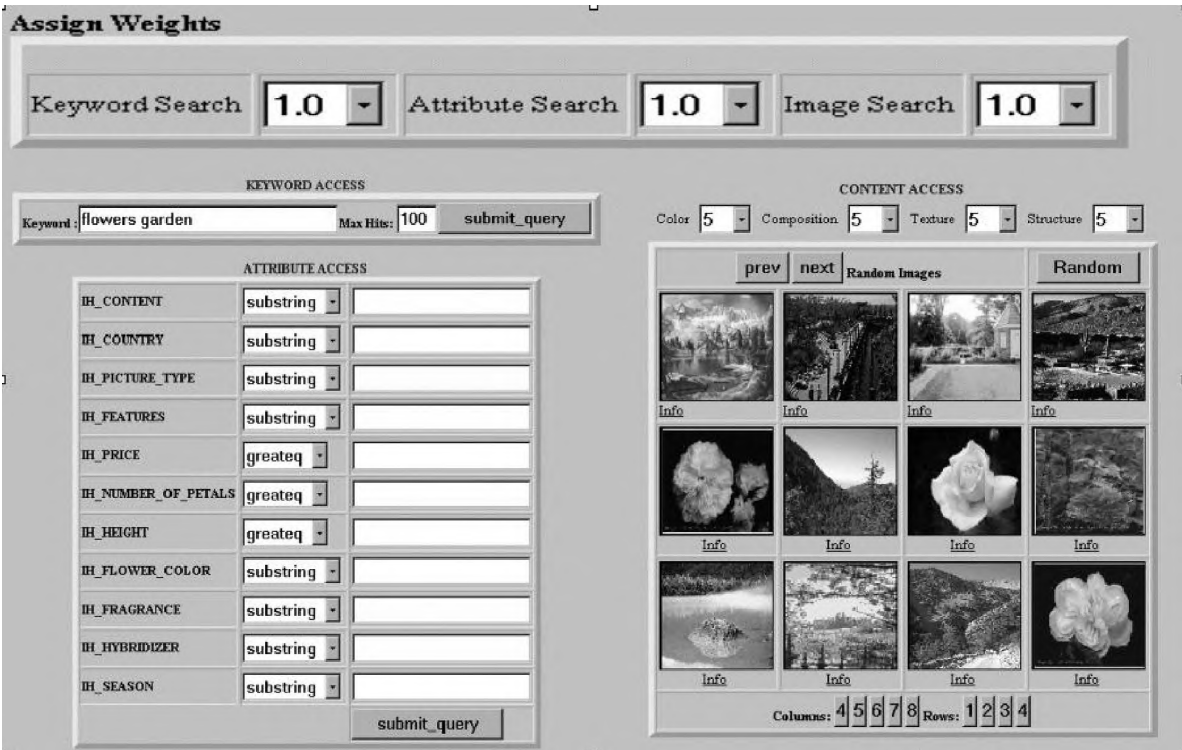 Assign Weights
Keyword Search 1.0 Attribute Search 1.0 Image Search 1.0
KEYWORD ACCESS
Keyword : flowers garden Max Hits: 100 submit_query
ATTRIBUTE ACCESS
IH_CONTENT substring
IH_COUNTRY substring
IH_PICTURE_TYPE substring
IH_FEATURES substring
IH_PRICE greateq
IH_NUMBER_OF_PETALS greateq
IH_HEIGHT greateq
IH_FLOWER_COLOR substring
IH_FRAGRANCE substring
IH_HYBRIDIZER substring
IH_SEASON substring
submit_query
CONTENT ACCESS
Color 5 Composition 5 Texture 5 Structure 5
prev next Random Images Random
Info Info Info Info
Info Info Info Info
Info Info Info Info
Columns: 4 5 6 7 8 Rows: 1 2 3 4